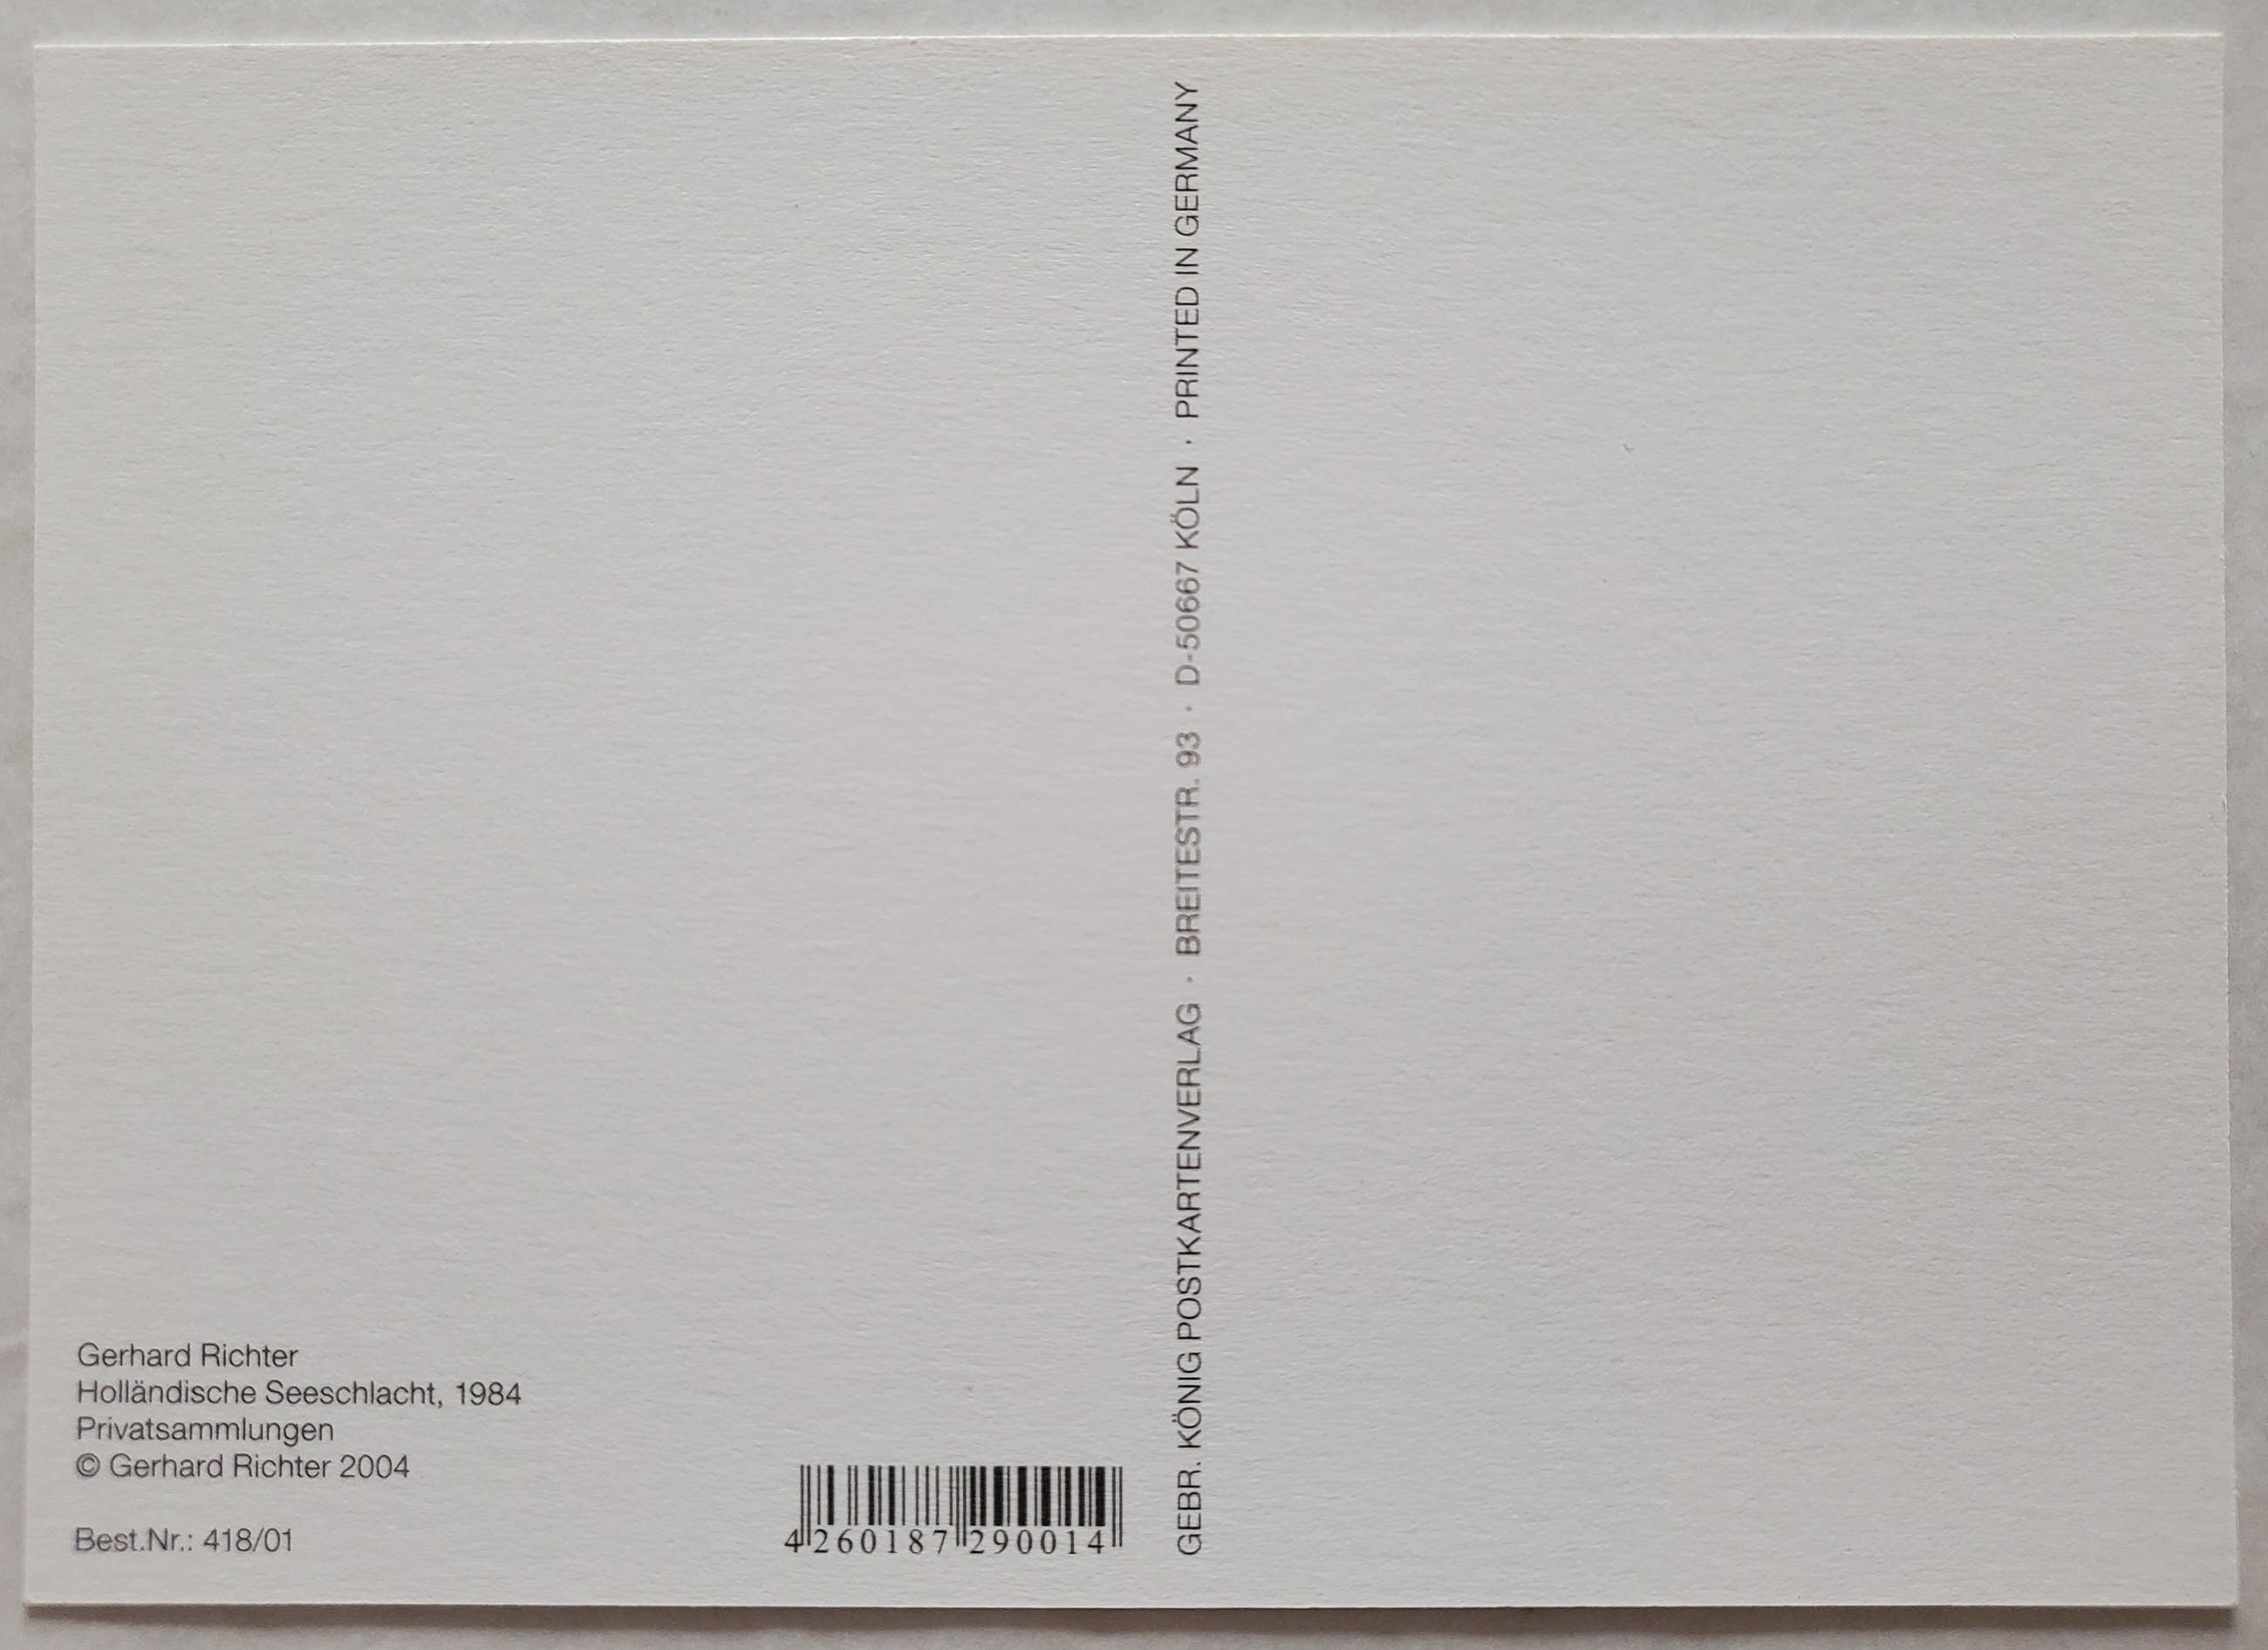 Gerhard Richter
Holländische Seeschlacht, 1984
Privatsammlungen
© Gerhard Richter 2004
Best.Nr.: 418/01
4 260187 290014
GEBR. KÖNIG POSTKARTENVERLAG · BREITESTR. 93 · D-50667 KÖLN · PRINTED IN GERMANY